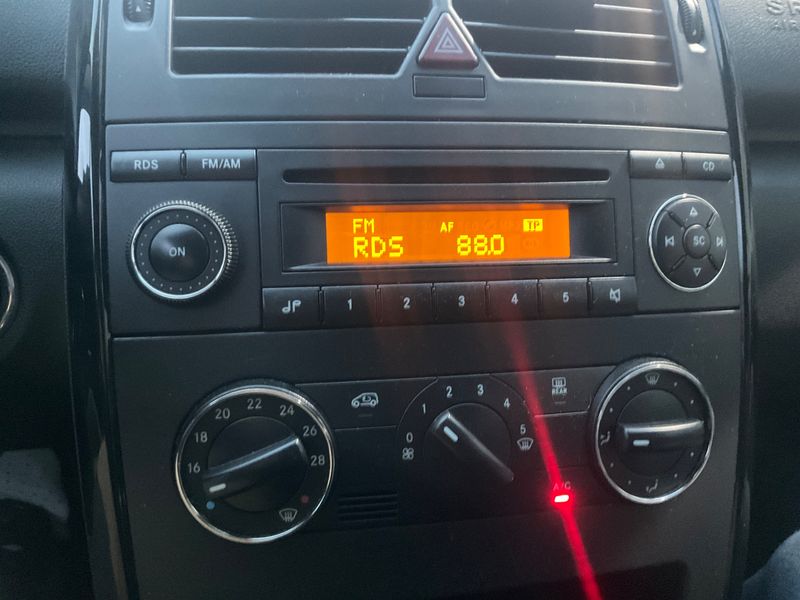 RDS FM/AM CD
FM AF TP
RDS 88.0
ON SC
1 2 3 4 5
16 18 20 22 24 26 28
0 1 2 3 4 5
REAR
A/C